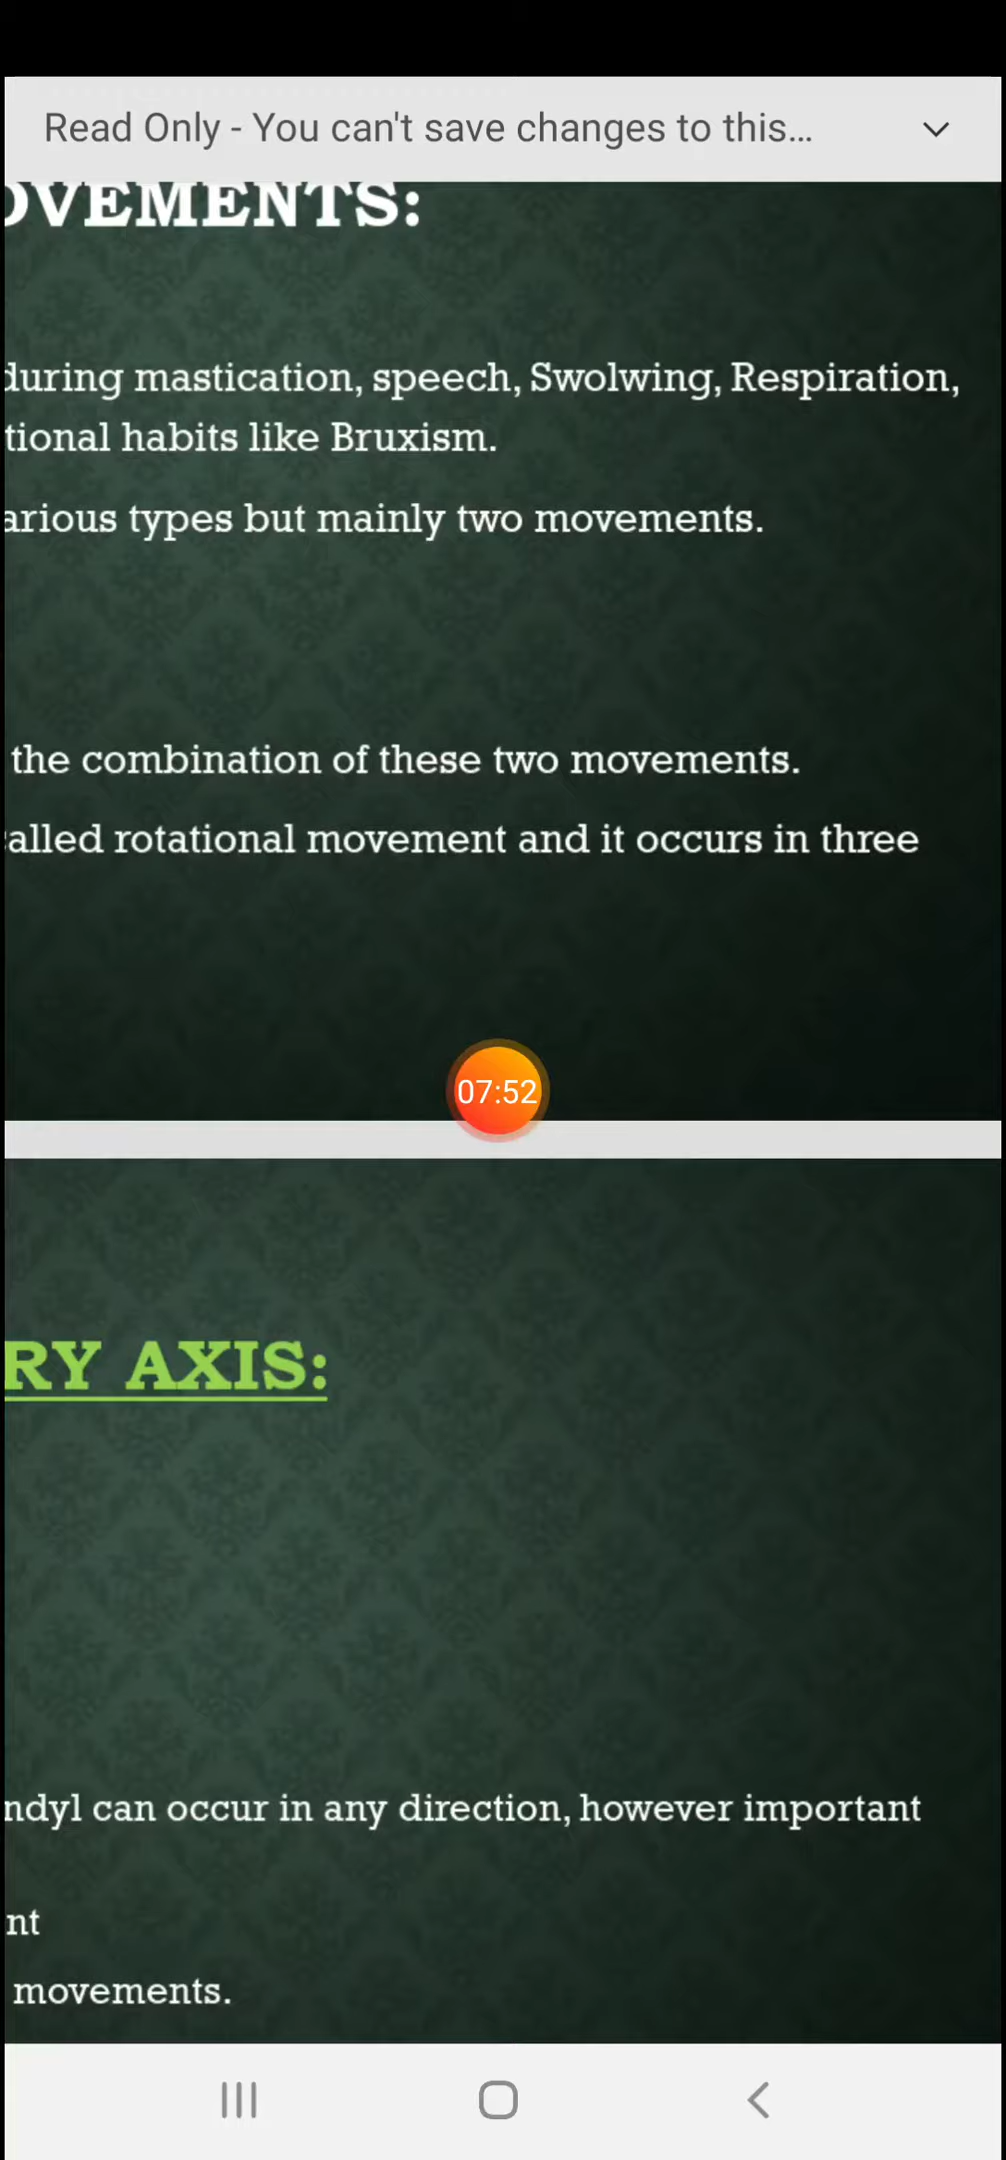 Read Only - You can't save changes to this...
OVEMENTS:
during mastication, speech, Swolwing, Respiration,
tional habits like Bruxism.
arious types but mainly two movements.
the combination of these two movements.
alled rotational movement and it occurs in three
07:52
RY AXIS:
ndyl can occur in any direction, however important
nt
movements.